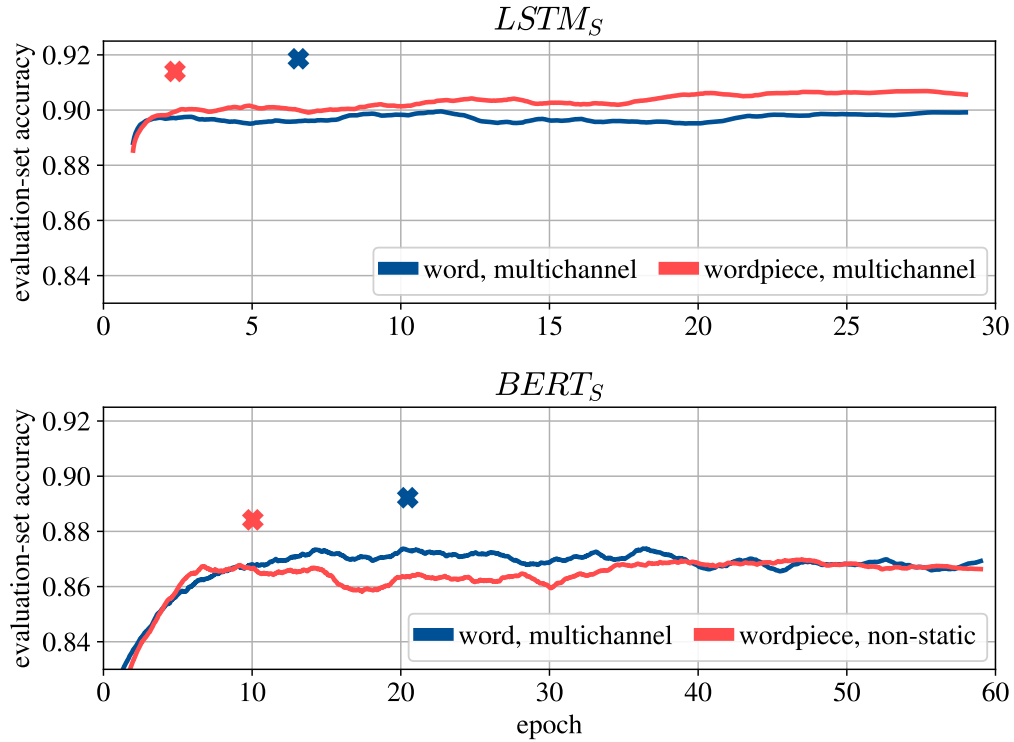 LSTM_S
evaluation-set accuracy
0.92
0.90
0.88
0.86
0.84
word, multichannel wordpiece, multichannel
0 5 10 15 20 25 30
BERT_S
evaluation-set accuracy
0.92
0.90
0.88
0.86
0.84
word, multichannel wordpiece, non-static
0 10 20 30 40 50 60
epoch